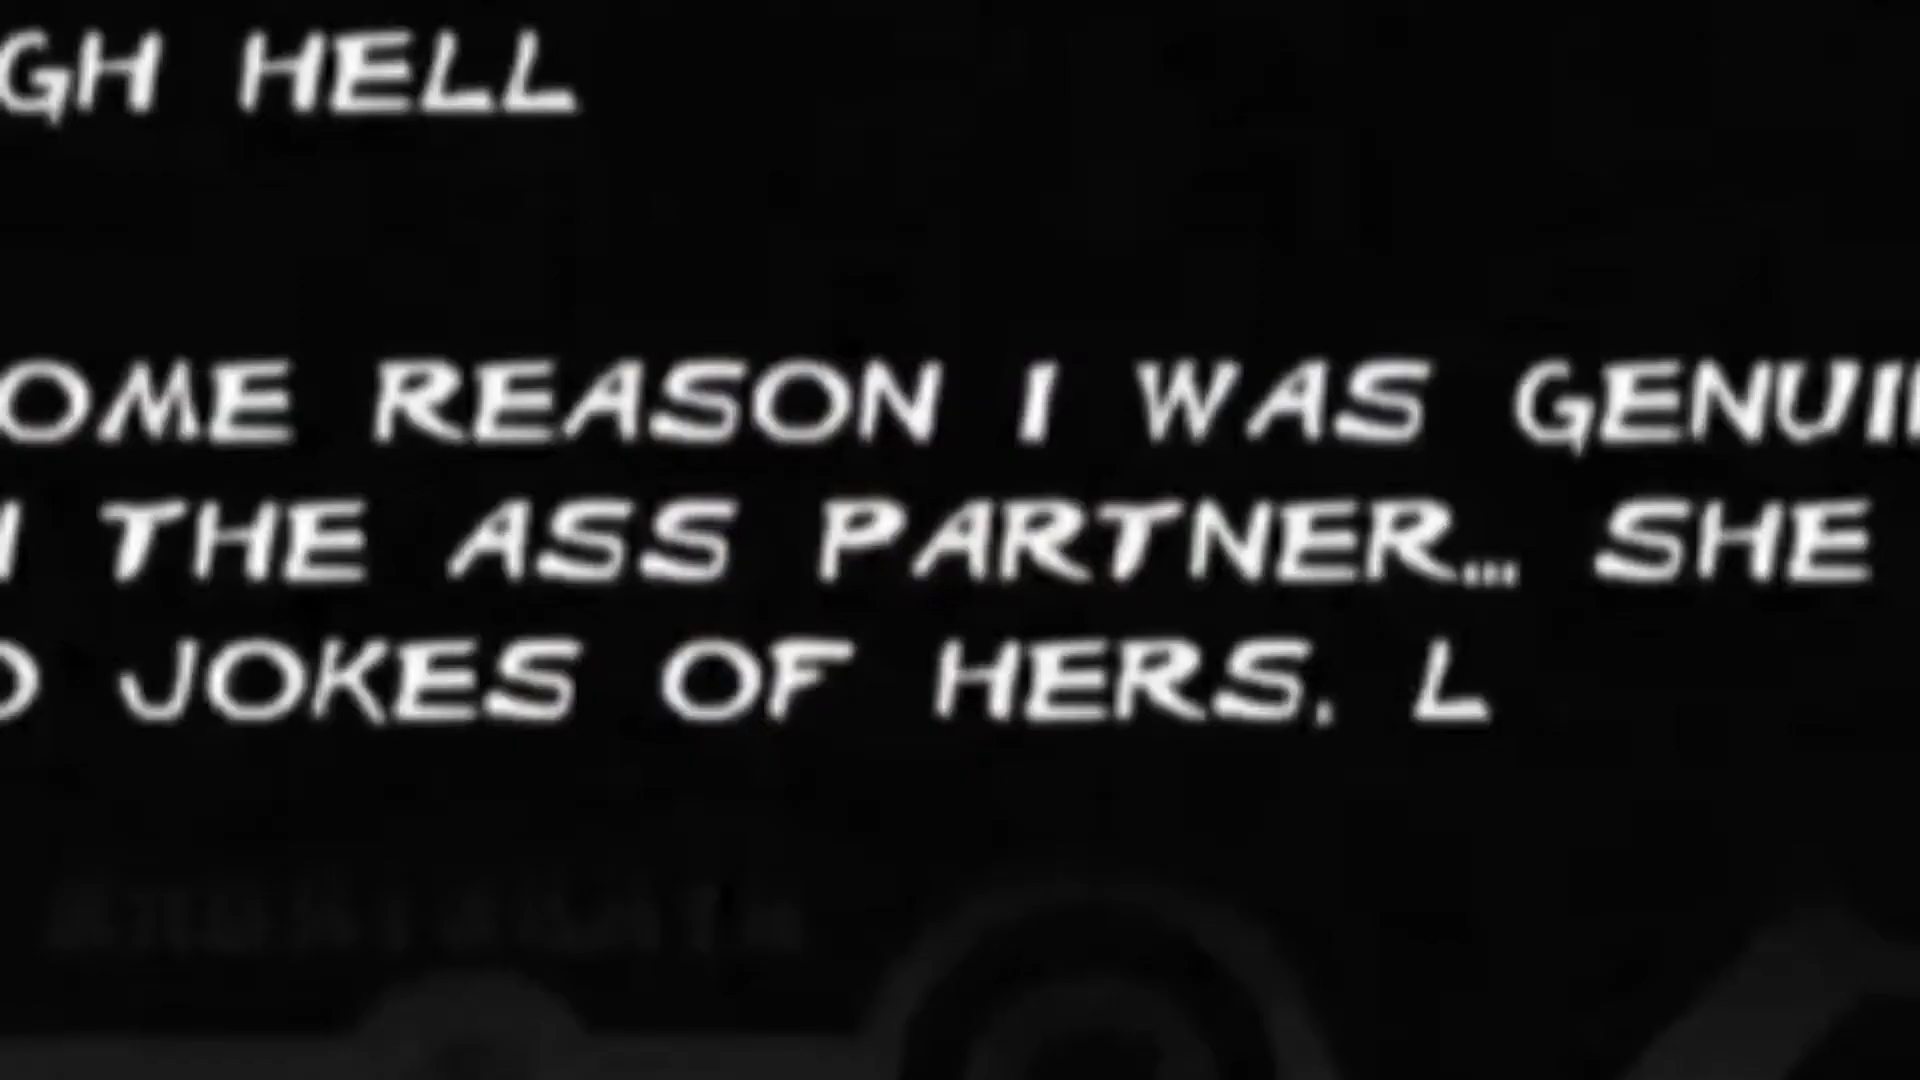 GH HELL
OME REASON I WAS GENUI
THE ASS PARTNER... SHE
JOKES OF HERS. L